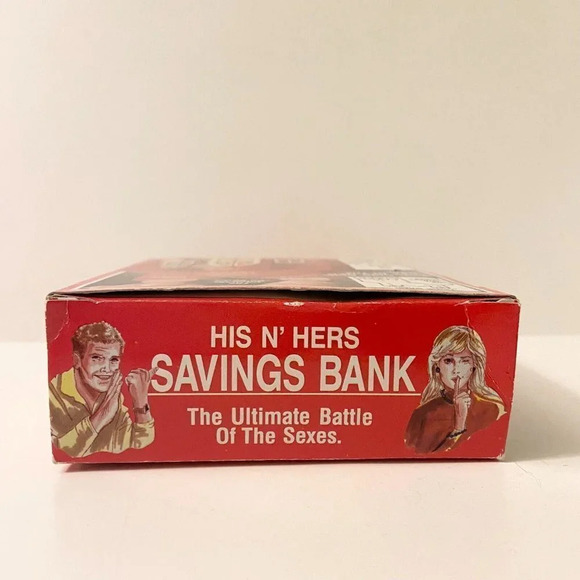 HIS N' HERS
SAVINGS BANK
The Ultimate Battle
Of The Sexes.